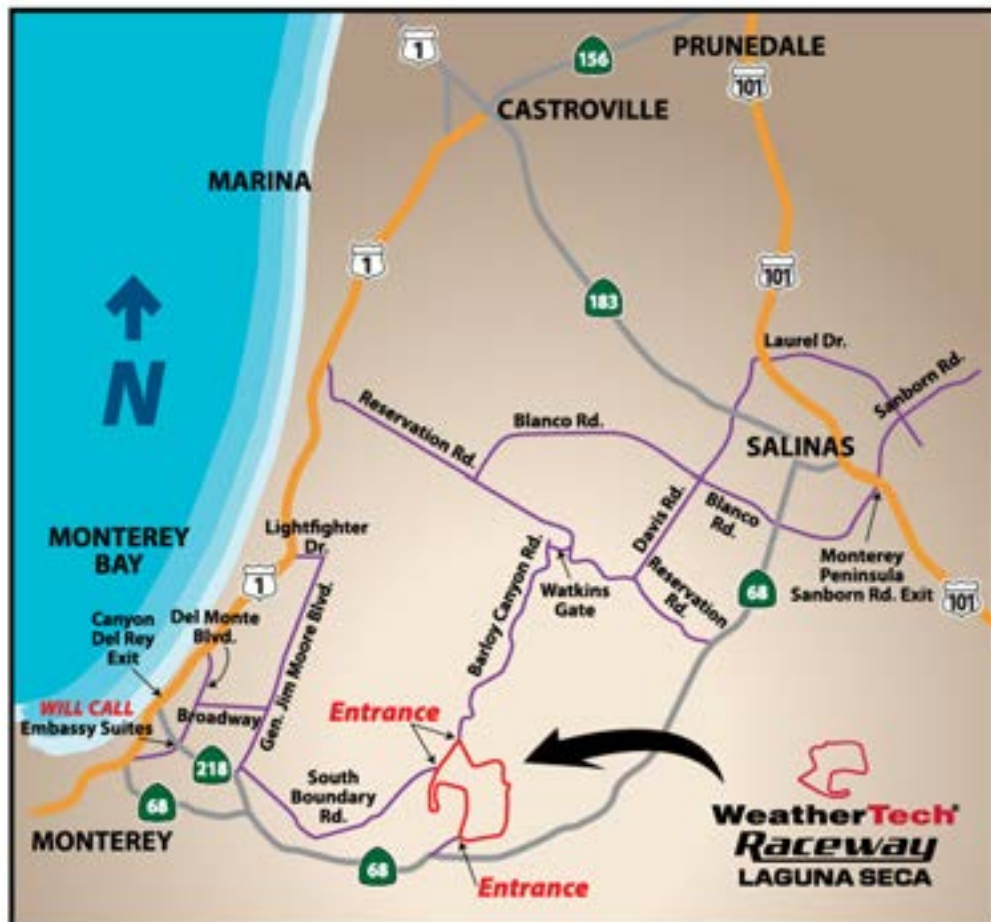 1
156
PRUNEDALE
101
CASTROVILLE
MARINA
1
101
183
N
Laurel Dr.
Sanborn Rd.
Reservation Rd.
Blanco Rd.
SALINAS
Davis Rd.
Blanco
Rd.
MONTEREY
BAY
Lightfighter
Dr.
1
Barloy Canyon Rd.
Watkins
Gate
Reservation
Rd.
68
Monterey
Peninsula
Sanborn Rd. Exit
101
Canyon
Del Rey
Exit
Del Monte
Blvd.
Gen. Jim Moore Blvd.
WILL CALL
Embassy Suites
Broadway
Entrance
218
South
Boundary
Rd.
68
MONTEREY
68
Entrance
WeatherTech®
Raceway
LAGUNA SECA